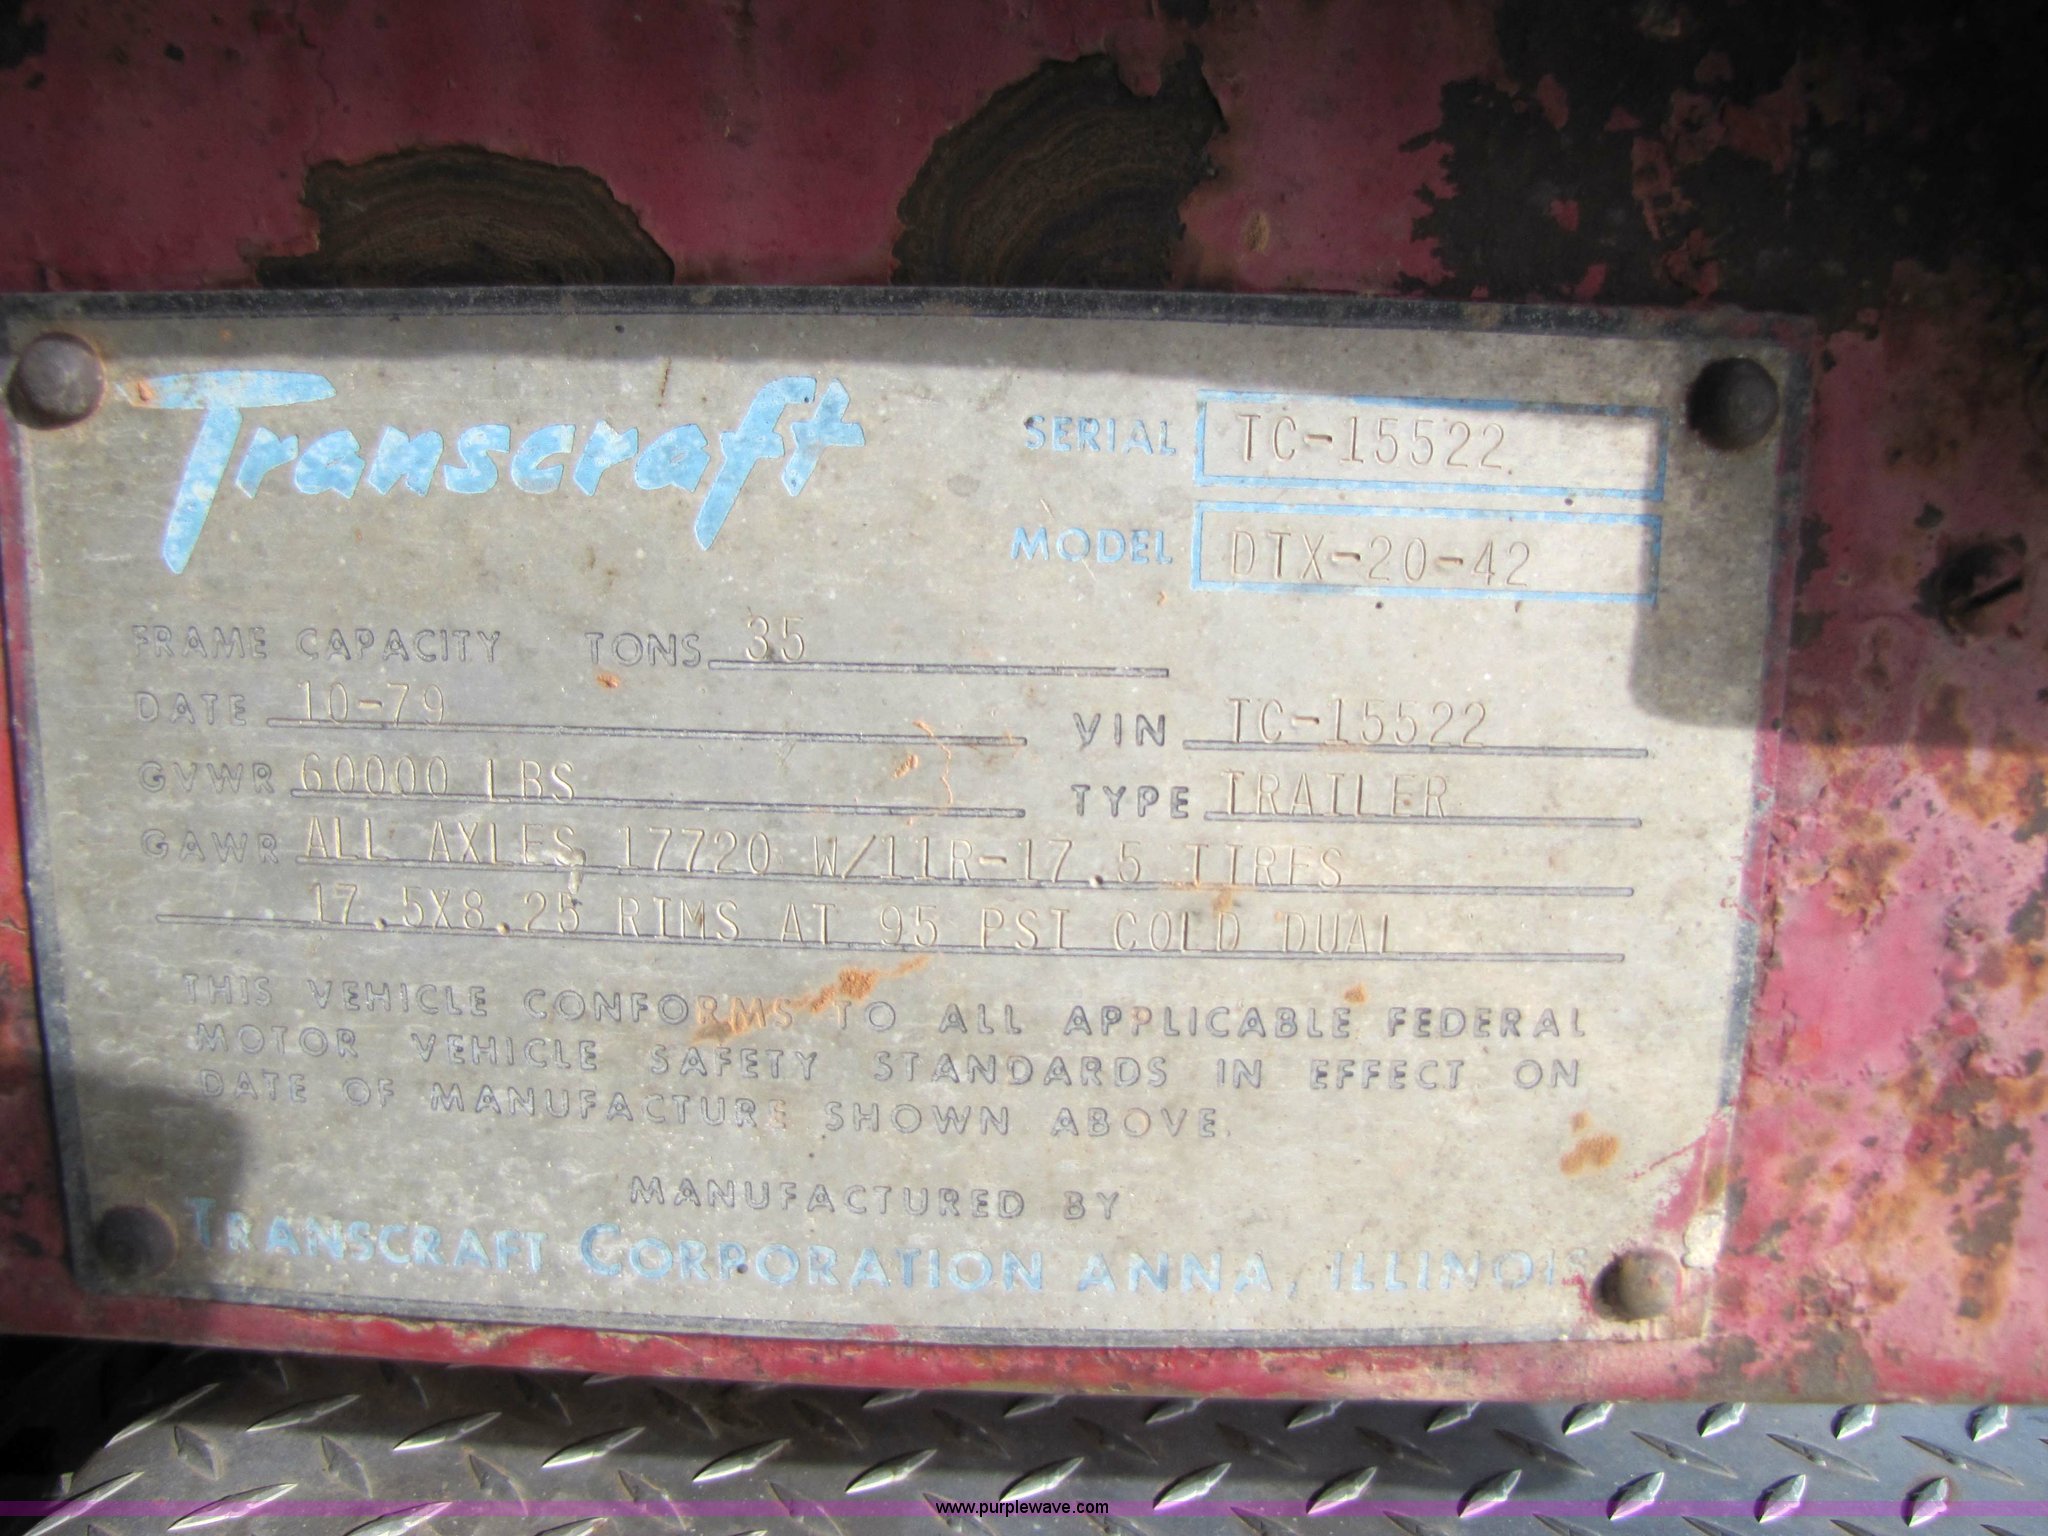 Transcraft
SERIAL TC-15522
MODEL DTX-20-42
FRAME CAPACITY TONS 35
DATE 10-79 VIN TC-15522
GVWR 60000 LBS TYPE TRAILER
GAWR ALL AXLES 17720 W/11R-17.5 TIRES
17.5X8.25 RIMS AT 95 PSI COLD DUAL
THIS VEHICLE CONFORMS TO ALL APPLICABLE FEDERAL
MOTOR VEHICLE SAFETY STANDARDS IN EFFECT ON
DATE OF MANUFACTURE SHOWN ABOVE.
MANUFACTURED BY
TRANSCRAFT CORPORATION ANNA, ILLINOIS
www.purplewave.com